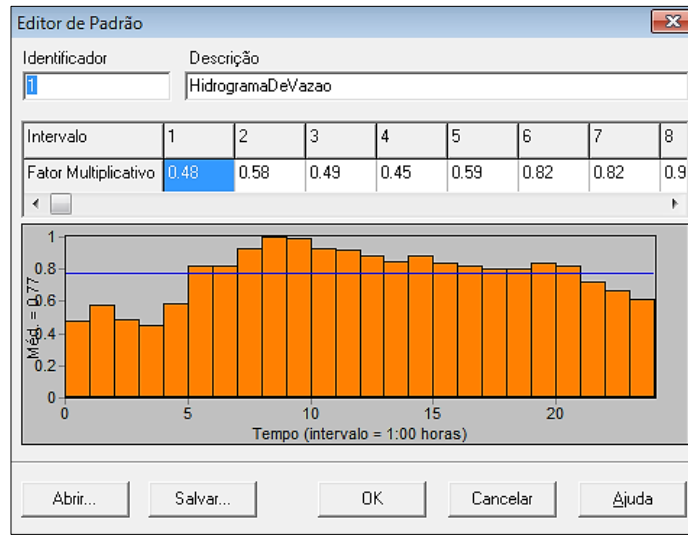 Editor de Padrão
Identificador Descrição
1 HidrogramaDeVazao
Intervalo 1 2 3 4 5 6 7 8
Fator Multiplicativo 0.48 0.58 0.49 0.45 0.59 0.82 0.82 0.9
Méd. = 0.77
1
0.8
0.6
0.4
0.2
0
0 5 10 15 20
Tempo (intervalo = 1:00 horas)
Abrir... Salvar... OK Cancelar Ajuda